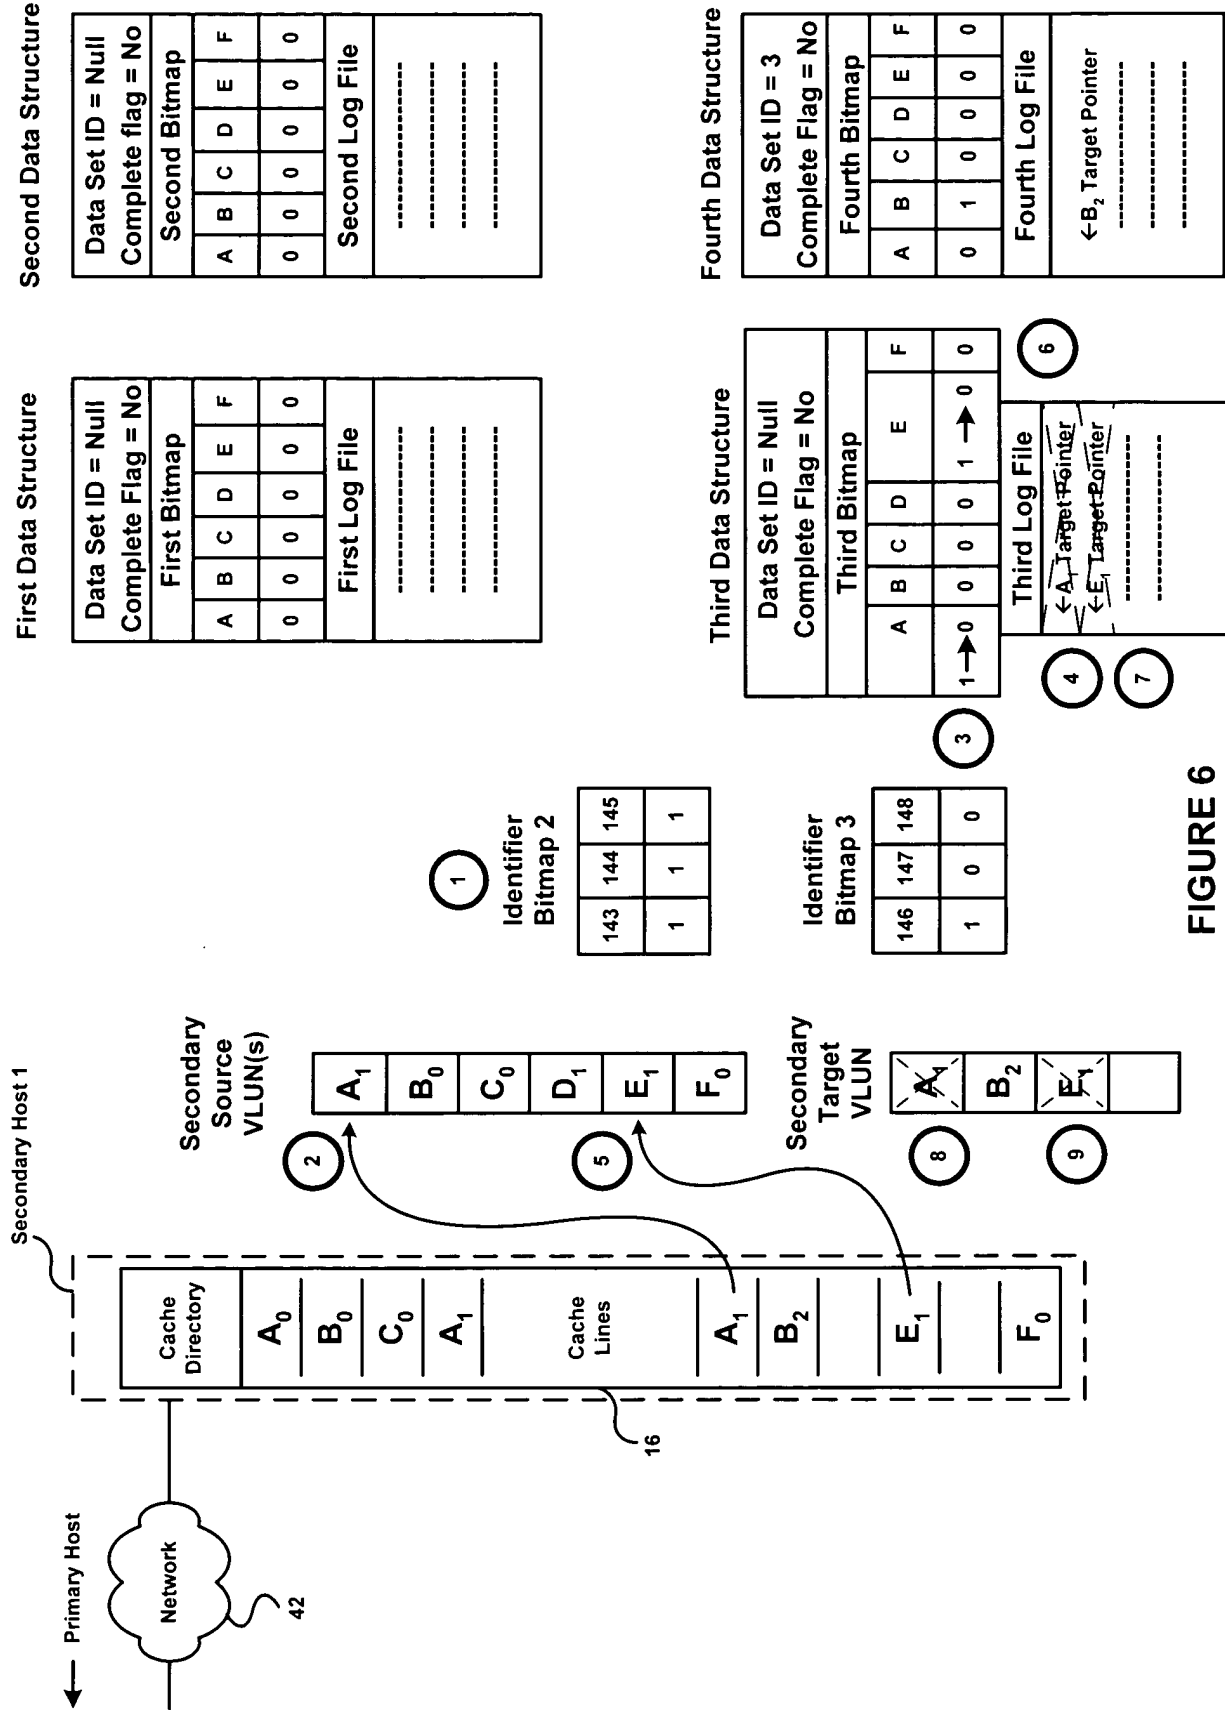 ← Primary Host
Network
42
Secondary Host 1
Cache
Directory
A0
B0
C0
A1
Cache
Lines
A1
B2
E1
F0
16
Secondary
Source
VLUN(s)
2
A1
B0
C0
D1
E1
F0
5
Secondary
Target
VLUN
8
A1
B2
E1
9
1
Identifier
Bitmap 2
143 144 145
1 1 1
Identifier
Bitmap 3
146 147 148
1 0 0
First Data Structure
Data Set ID = Null
Complete Flag = No
First Bitmap
A B C D E F
0 0 0 0 0 0
First Log File
Second Data Structure
Data Set ID = Null
Complete flag = No
Second Bitmap
A B C D E F
0 0 0 0 0 0
Second Log File
Third Data Structure
Data Set ID = Null
Complete Flag = No
Third Bitmap
A B C D E F
1→0 0 0 0 1→0 0
3
Third Log File
6
4
←A1 Target Pointer
7
←E1 Target Pointer
Fourth Data Structure
Data Set ID = 3
Complete Flag = No
Fourth Bitmap
A B C D E F
0 1 0 0 0 0
Fourth Log File
←B2 Target Pointer
FIGURE 6